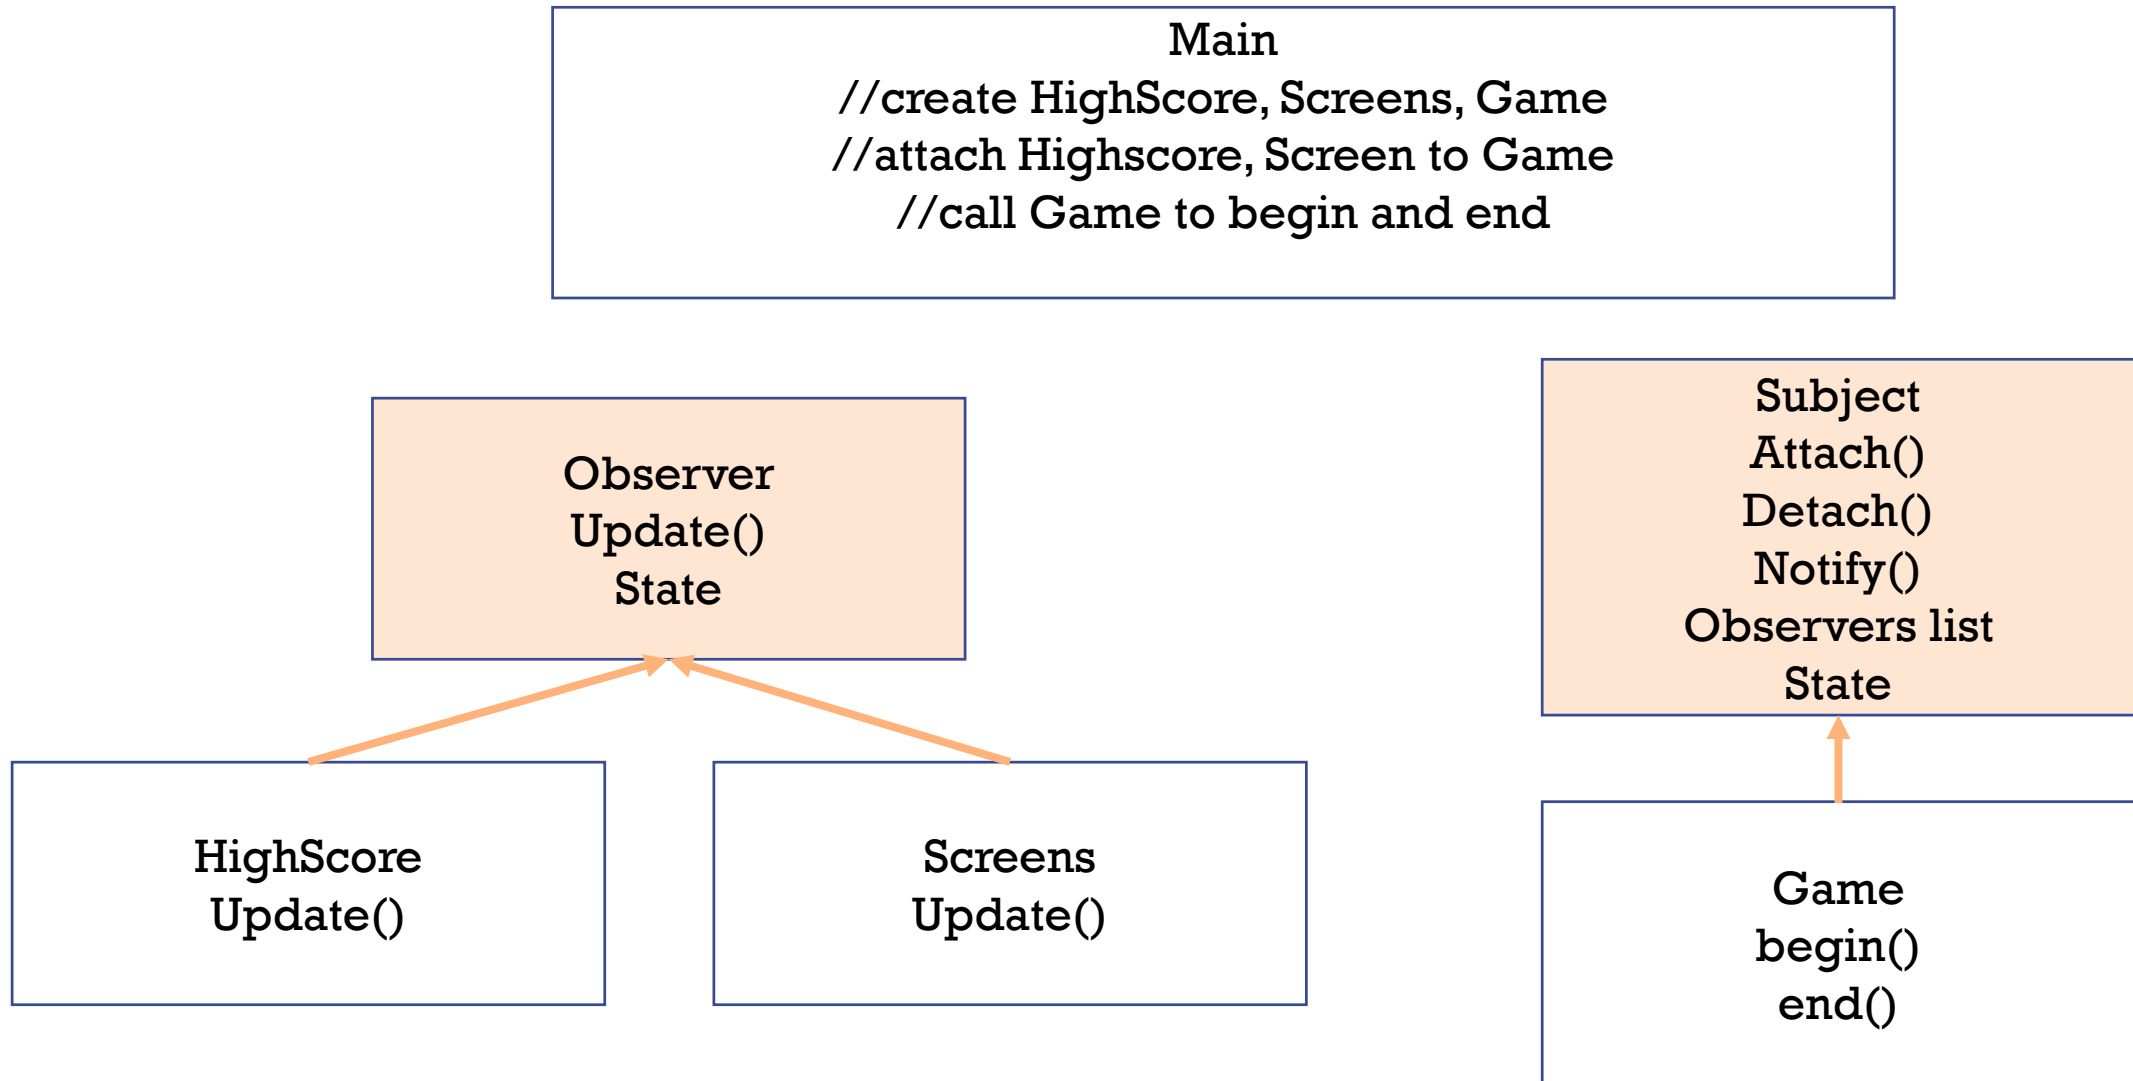 Main
//create HighScore, Screens, Game
//attach Highscore, Screen to Game
//call Game to begin and end
Observer
Update()
State
Subject
Attach()
Detach()
Notify()
Observers list
State
HighScore
Update()
Screens
Update()
Game
begin()
end()